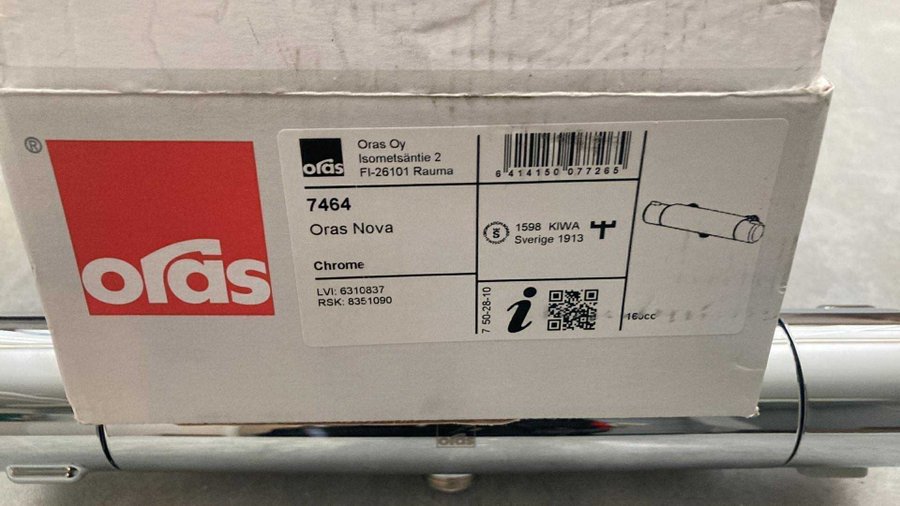 ®
oras
oras
Oras Oy
Isometsäntie 2
FI-26101 Rauma
6 414150 077265
7464
Oras Nova
Chrome
LVI: 6310837
RSK: 8351090
1598 KIWA
Sverige 1913
7 50-28-10
i
160cc
oras